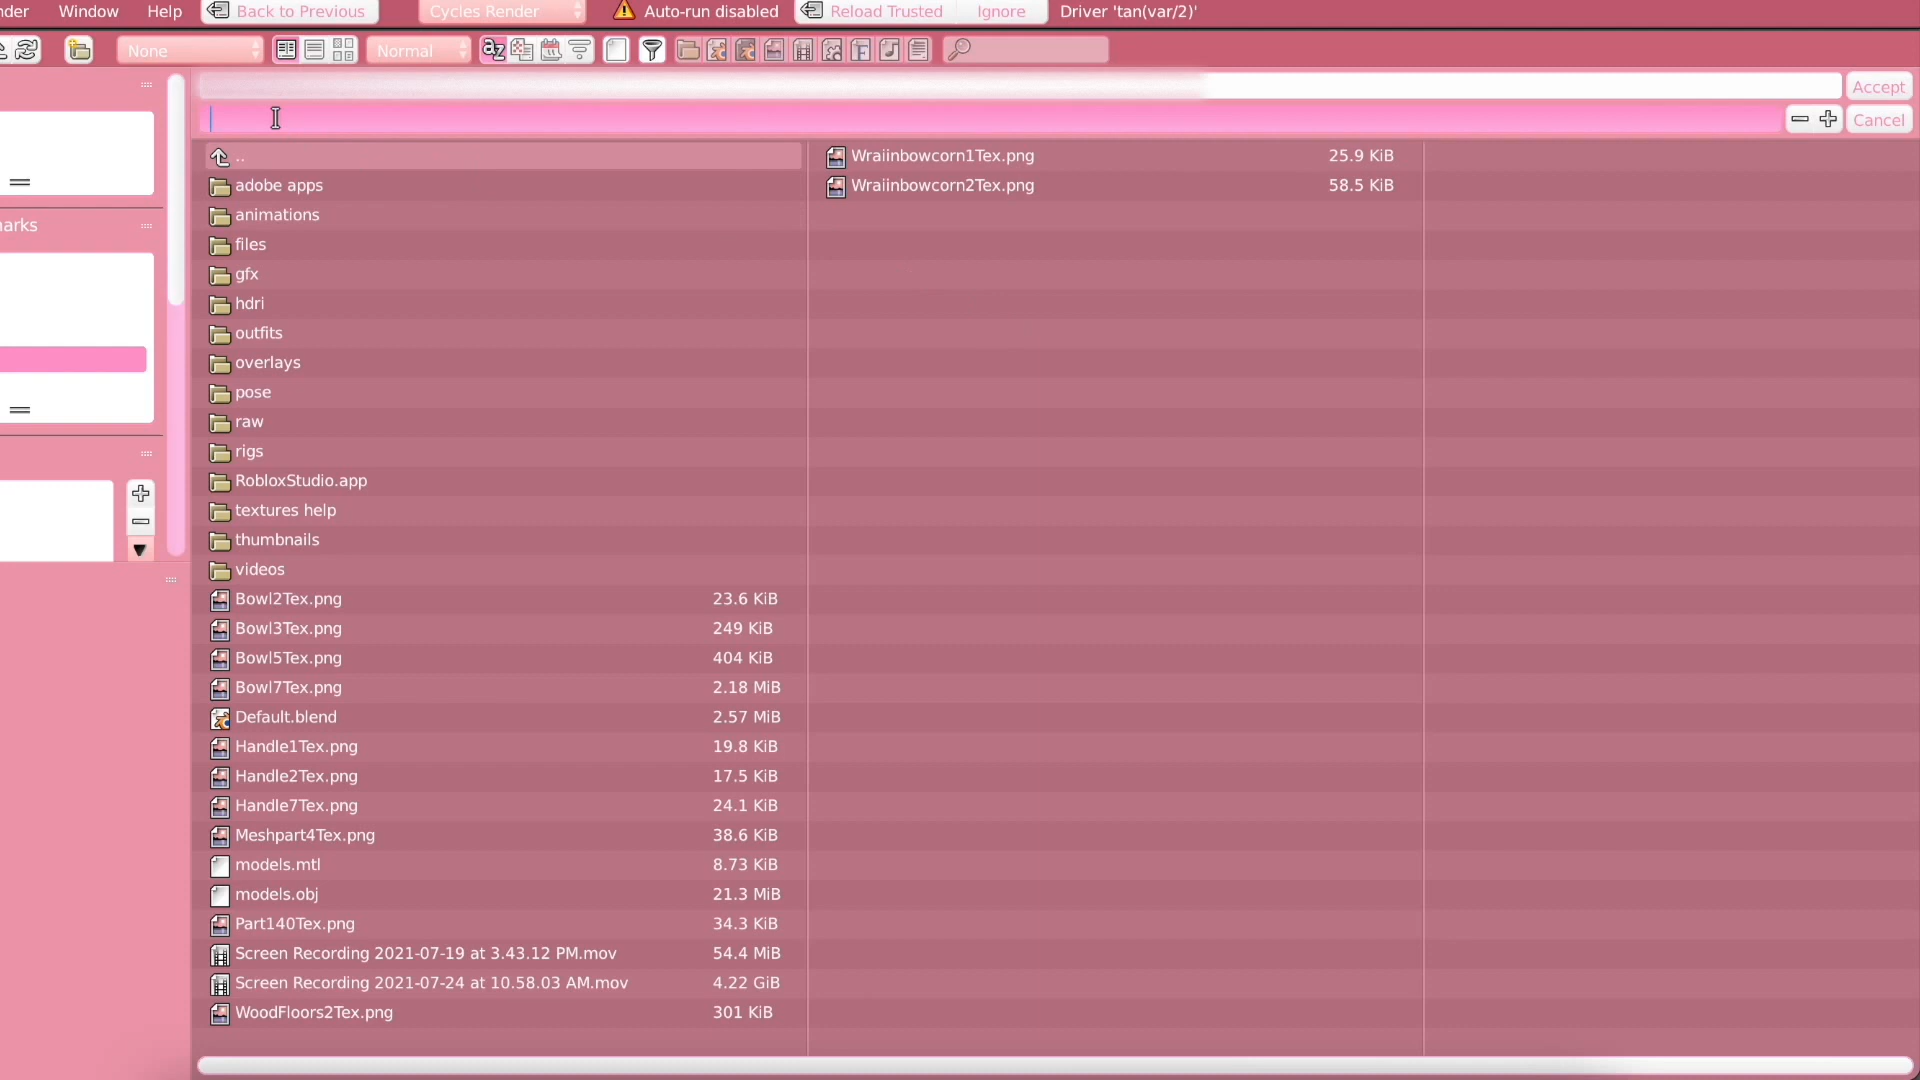 nder Window Help Back to Previous Cycles Render Auto-run disabled Reload Trusted Ignore Driver 'tan(var/2)'
None Normal
Accept
Cancel
..
adobe apps
animations
files
gfx
hdri
outfits
overlays
pose
raw
rigs
RobloxStudio.app
textures help
thumbnails
videos
Bowl2Tex.png 23.6 KiB
Bowl3Tex.png 249 KiB
Bowl5Tex.png 404 KiB
Bowl7Tex.png 2.18 MiB
Default.blend 2.57 MiB
Handle1Tex.png 19.8 KiB
Handle2Tex.png 17.5 KiB
Handle7Tex.png 24.1 KiB
Meshpart4Tex.png 38.6 KiB
models.mtl 8.73 KiB
models.obj 21.3 MiB
Part140Tex.png 34.3 KiB
Screen Recording 2021-07-19 at 3.43.12 PM.mov 54.4 MiB
Screen Recording 2021-07-24 at 10.58.03 AM.mov 4.22 GiB
WoodFloors2Tex.png 301 KiB
Wraiinbowcorn1Tex.png 25.9 KiB
Wraiinbowcorn2Tex.png 58.5 KiB
arks